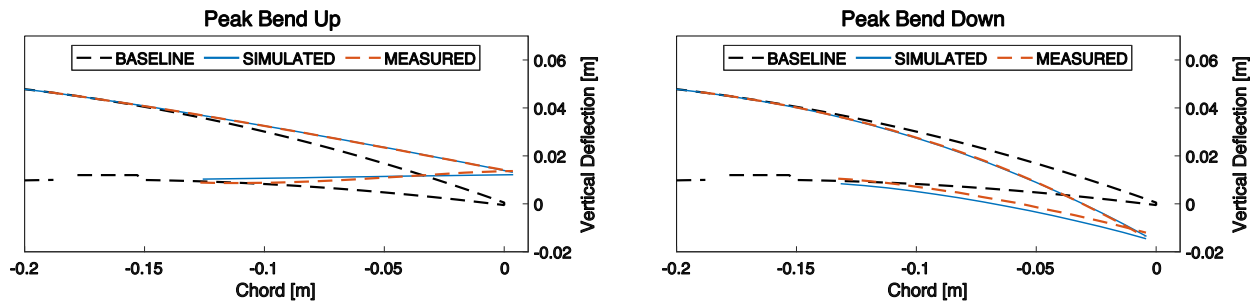 Peak Bend Up
BASELINE SIMULATED MEASURED
0.06
0.04
0.02
0
-0.02
Vertical Deflection [m]
-0.2 -0.15 -0.1 -0.05 0
Chord [m]
Peak Bend Down
BASELINE SIMULATED MEASURED
0.06
0.04
0.02
0
-0.02
Vertical Deflection [m]
-0.2 -0.15 -0.1 -0.05 0
Chord [m]